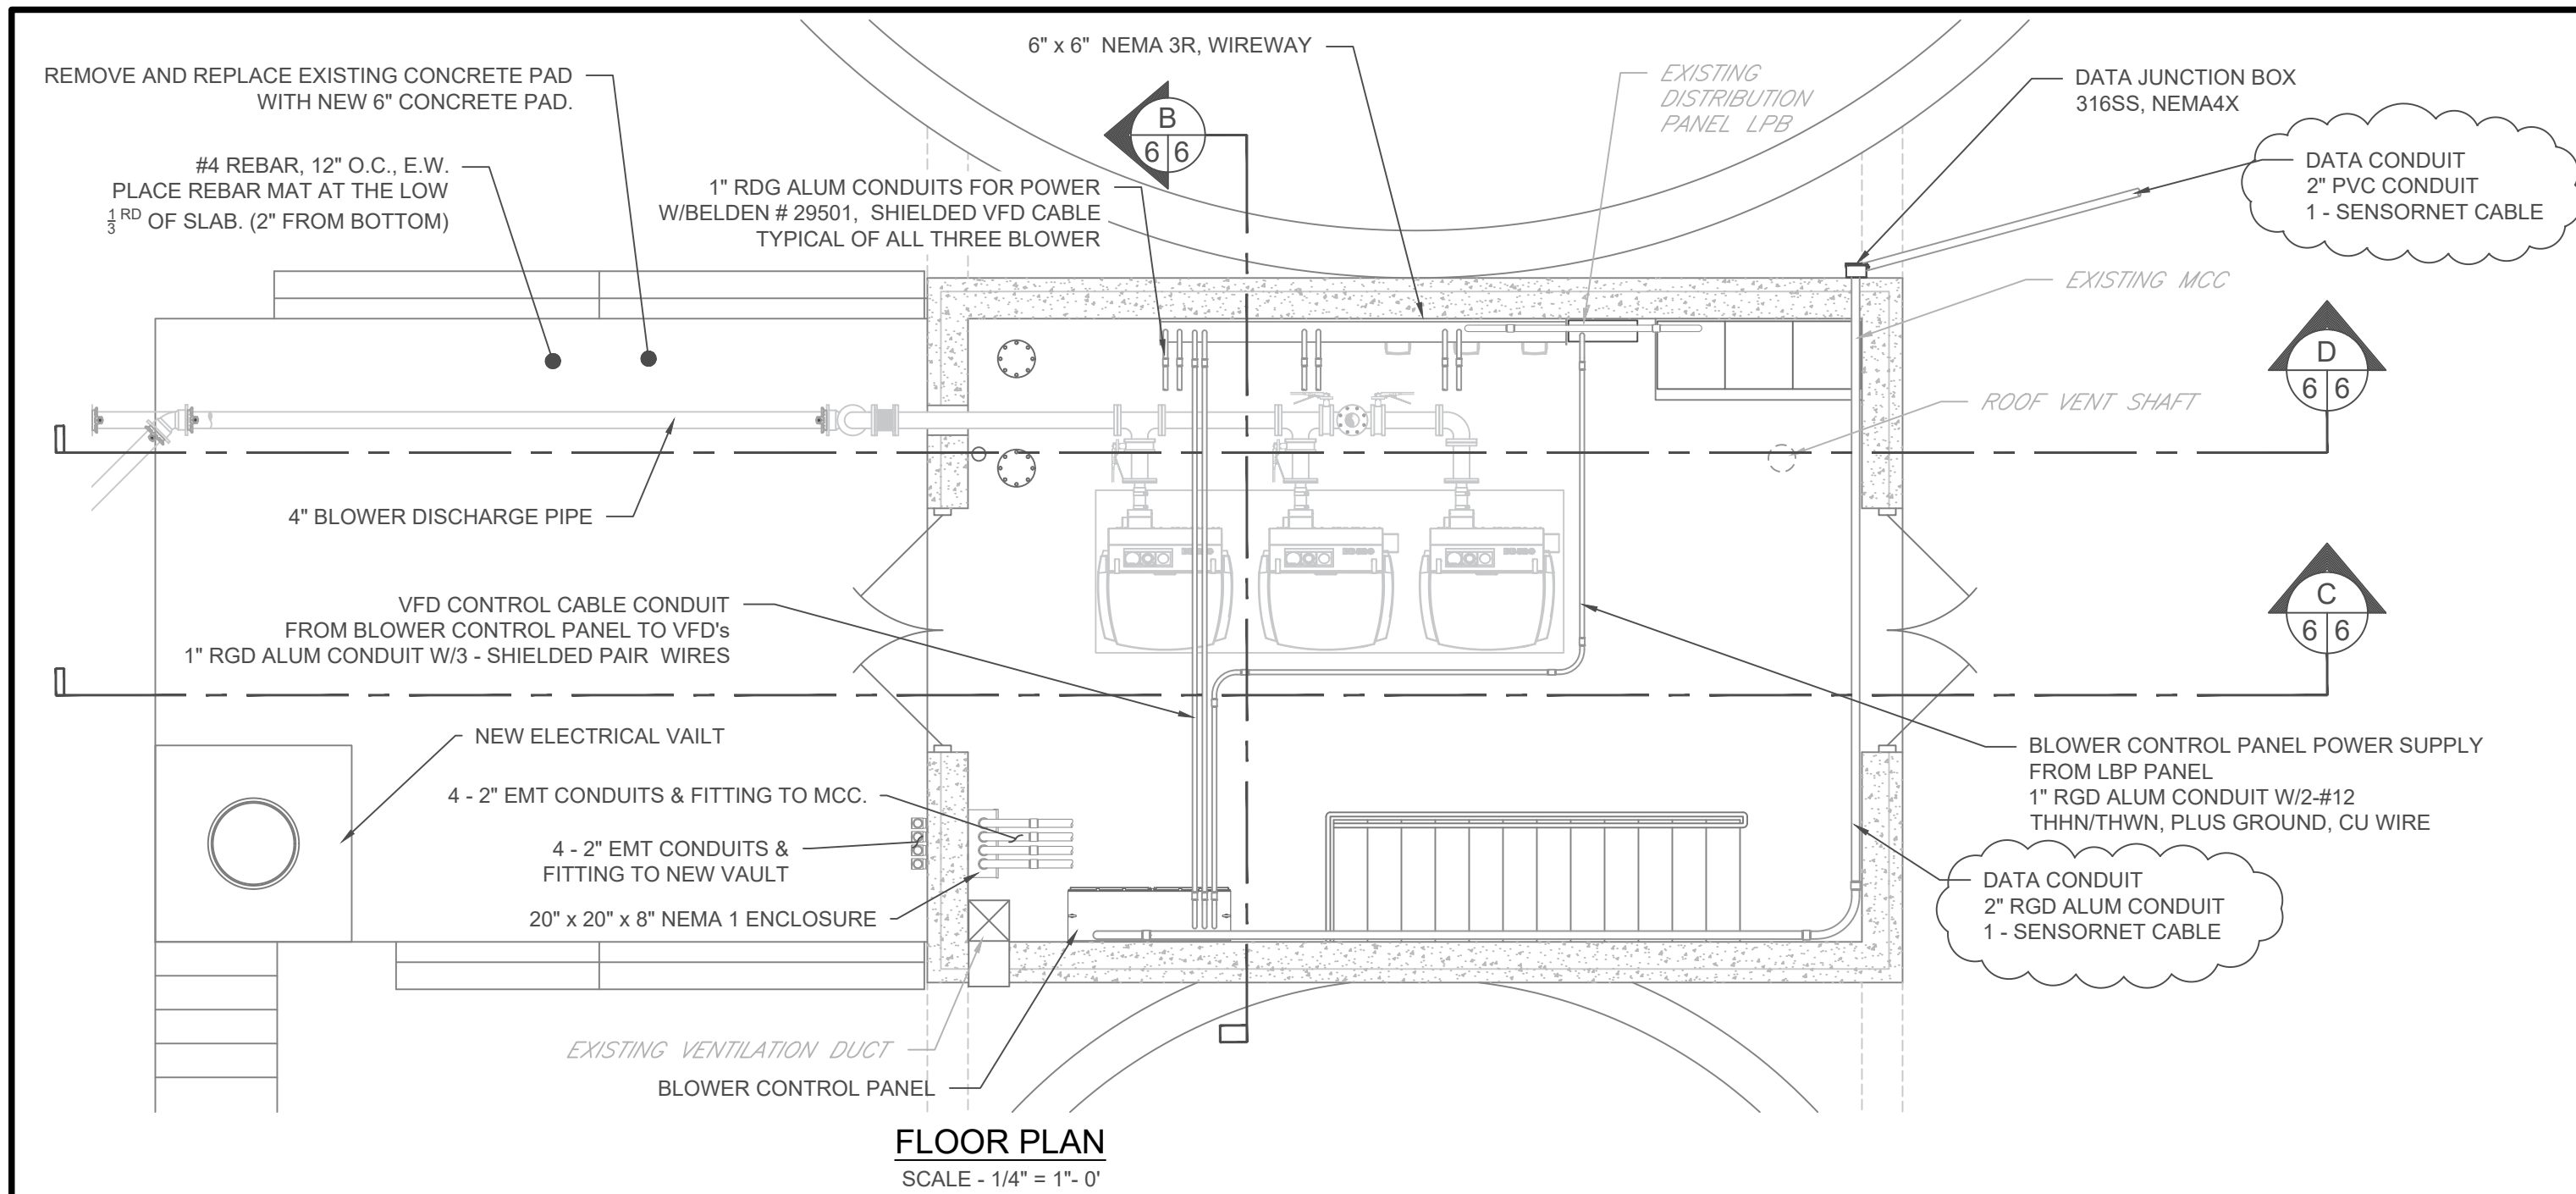 6" x 6"  NEMA 3R, WIREWAY
REMOVE AND REPLACE EXISTING CONCRETE PAD
WITH NEW 6" CONCRETE PAD.
EXISTING
DISTRIBUTION
PANEL LPB
DATA JUNCTION BOX
316SS, NEMA4X
B
6 6
#4 REBAR, 12" O.C., E.W.
PLACE REBAR MAT AT THE LOW
1/3 RD OF SLAB. (2" FROM BOTTOM)
1" RDG ALUM CONDUITS FOR POWER
W/BELDEN # 29501,  SHIELDED VFD CABLE
TYPICAL OF ALL THREE BLOWER
DATA CONDUIT
2" PVC CONDUIT
1 - SENSORNET CABLE
EXISTING MCC
D
6 6
ROOF VENT SHAFT
4" BLOWER DISCHARGE PIPE
VFD CONTROL CABLE CONDUIT
FROM BLOWER CONTROL PANEL TO VFD's
1" RGD ALUM CONDUIT W/3 - SHIELDED PAIR  WIRES
C
6 6
NEW ELECTRICAL VAILT
4 - 2" EMT CONDUITS & FITTING TO MCC.
4 - 2" EMT CONDUITS &
FITTING TO NEW VAULT
20" x 20" x 8" NEMA 1 ENCLOSURE
BLOWER CONTROL PANEL POWER SUPPLY
FROM LBP PANEL
1" RGD ALUM CONDUIT W/2-#12
THHN/THWN, PLUS GROUND, CU WIRE
DATA CONDUIT
2" RGD ALUM CONDUIT
1 - SENSORNET CABLE
EXISTING VENTILATION DUCT
BLOWER CONTROL PANEL
FLOOR PLAN
SCALE - 1/4" = 1"- 0'